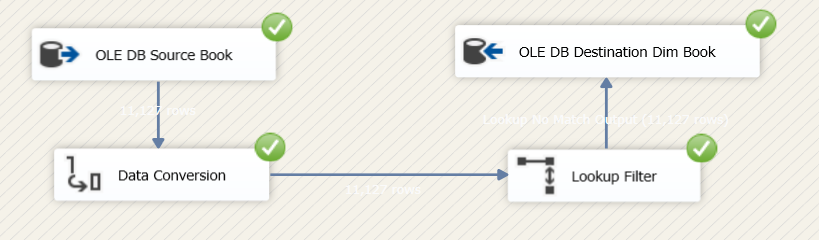 OLE DB Source Book
OLE DB Destination Dim Book
11,127 rows
Lookup No Match Output (11,127 rows)
Data Conversion
Lookup Filter
11,127 rows